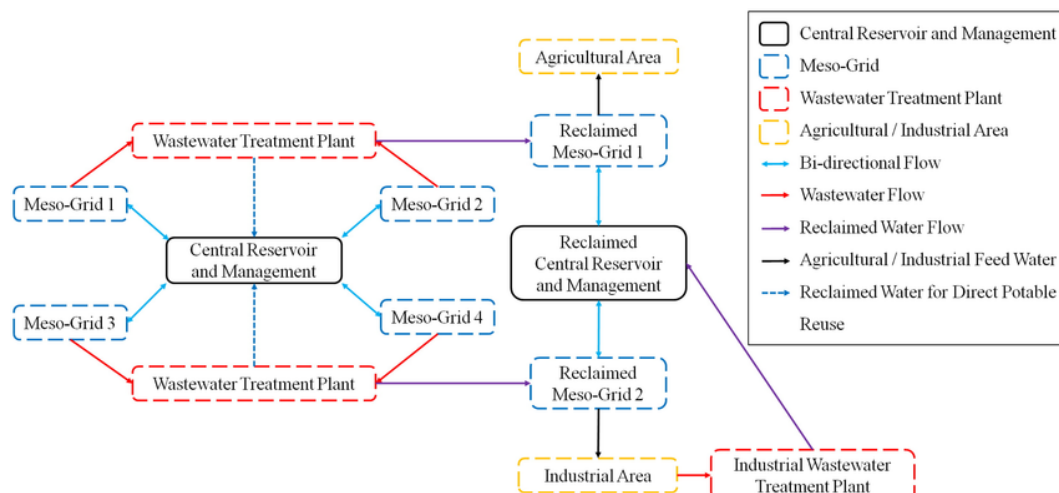 Agricultural Area
Wastewater Treatment Plant
Reclaimed
Meso-Grid 1
Meso-Grid 1
Meso-Grid 2
Central Reservoir
and Management
Reclaimed
Central Reservoir
and Management
Meso-Grid 3
Meso-Grid 4
Wastewater Treatment Plant
Reclaimed
Meso-Grid 2
Industrial Area
Industrial Wastewater
Treatment Plant
Central Reservoir and Management
Meso-Grid
Wastewater Treatment Plant
Agricultural / Industrial Area
Bi-directional Flow
Wastewater Flow
Reclaimed Water Flow
Agricultural / Industrial Feed Water
Reclaimed Water for Direct Potable
Reuse